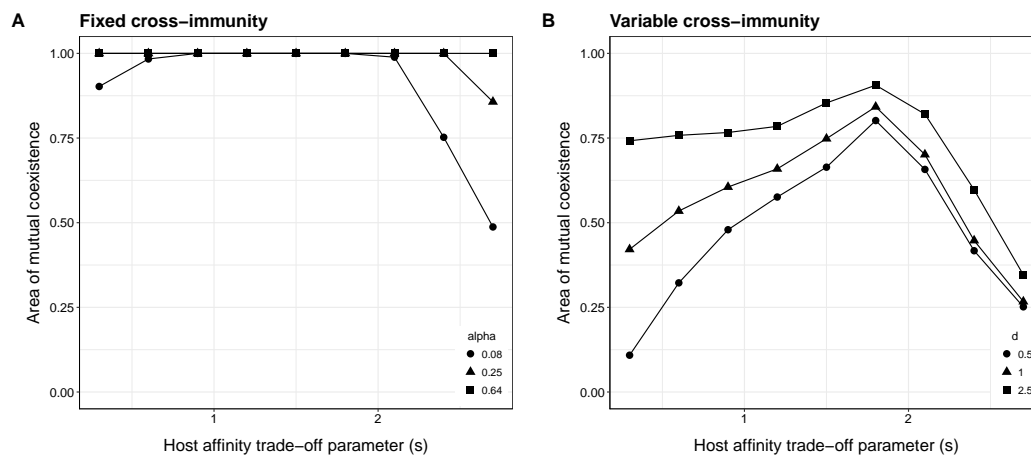 A
Fixed cross−immunity
Area of mutual coexistence
1.00
0.75
0.50
0.25
0.00
1
2
Host affinity trade−off parameter (s)
alpha
0.08
0.25
0.64
B
Variable cross−immunity
Area of mutual coexistence
1.00
0.75
0.50
0.25
0.00
1
2
Host affinity trade−off parameter (s)
d
0.5
1
2.5